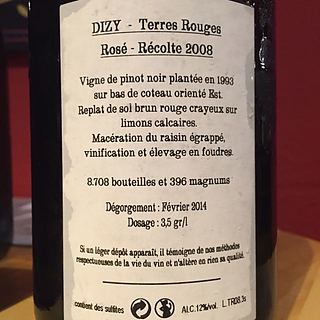 DIZY - Terres Rouges
Rosé - Récolte 2008
Vigne de pinot noir plantée en 1993
sur bas de coteau orienté Est.
Replat de sol brun rouge crayeux sur
limons calcaires.
Macération du raisin égrappé,
vinification et élevage en foudres.
8.708 bouteilles et 396 magnums
Dégorgement : Février 2014
Dosage : 3,5 gr/l
Si un léger dépôt apparaît, il témoigne de nos méthodes
respectueuses de la vie du vin et n'altère en rien sa qualité.
contient des sulfites
ALC.12%/vol. L.TR08.3s